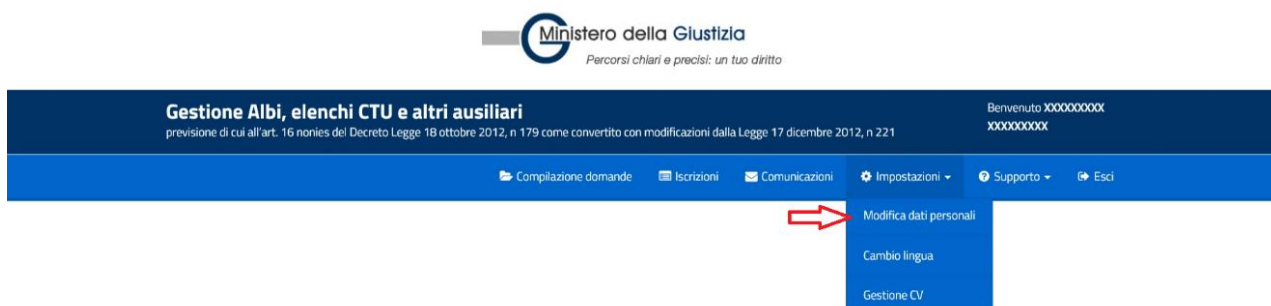 Ministero della Giustizia
Percorsi chiari e precisi: un tuo diritto
Gestione Albi, elenchi CTU e altri ausiliari
previsione di cui all'art. 16 nonies del Decreto Legge 18 ottobre 2012, n 179 come convertito con modificazioni dalla Legge 17 dicembre 2012, n 221
Benvenuto XXXXXXXXX
XXXXXXXXX
Compilazione domande Iscrizioni Comunicazioni Impostazioni Supporto Esci
Modifica dati personali
Cambio lingua
Gestione CV